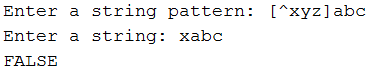 Enter a string pattern: [^xyz]abc
Enter a string: xabc
FALSE